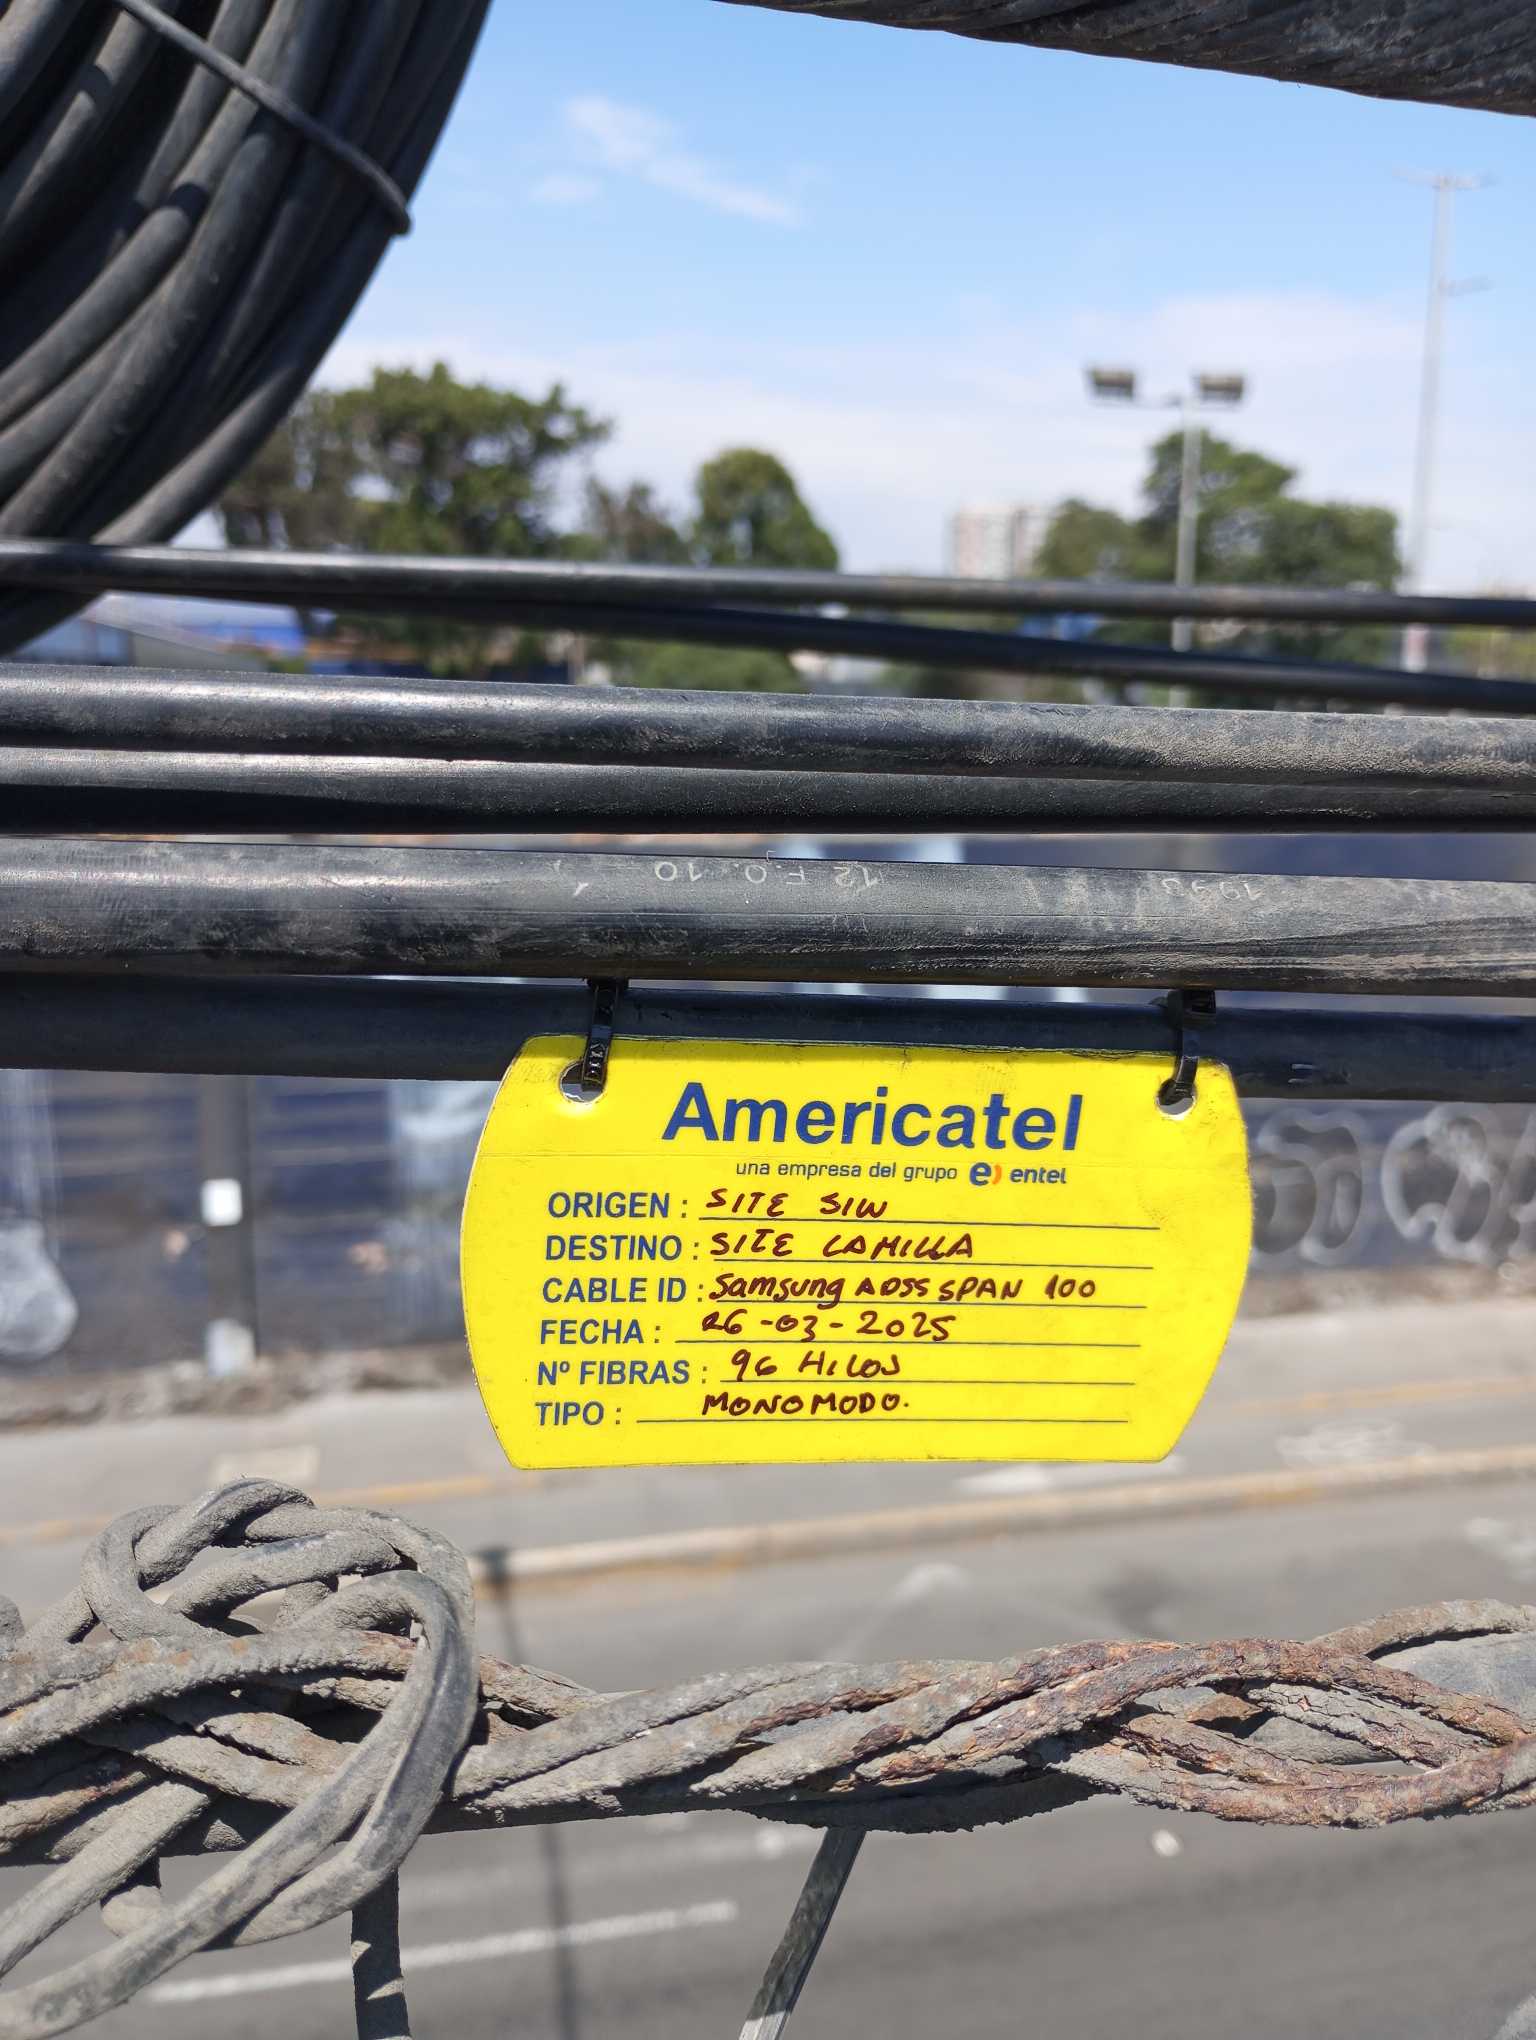 12 F.O. 10
Americatel
una empresa del grupo e) entel
ORIGEN : SITE SIW
DESTINO : SITE CAMILLA
CABLE ID : Samsung ADSS SPAN 100
FECHA : 26-03-2025
Nº FIBRAS : 96 HILOS
TIPO : MONOMODO.